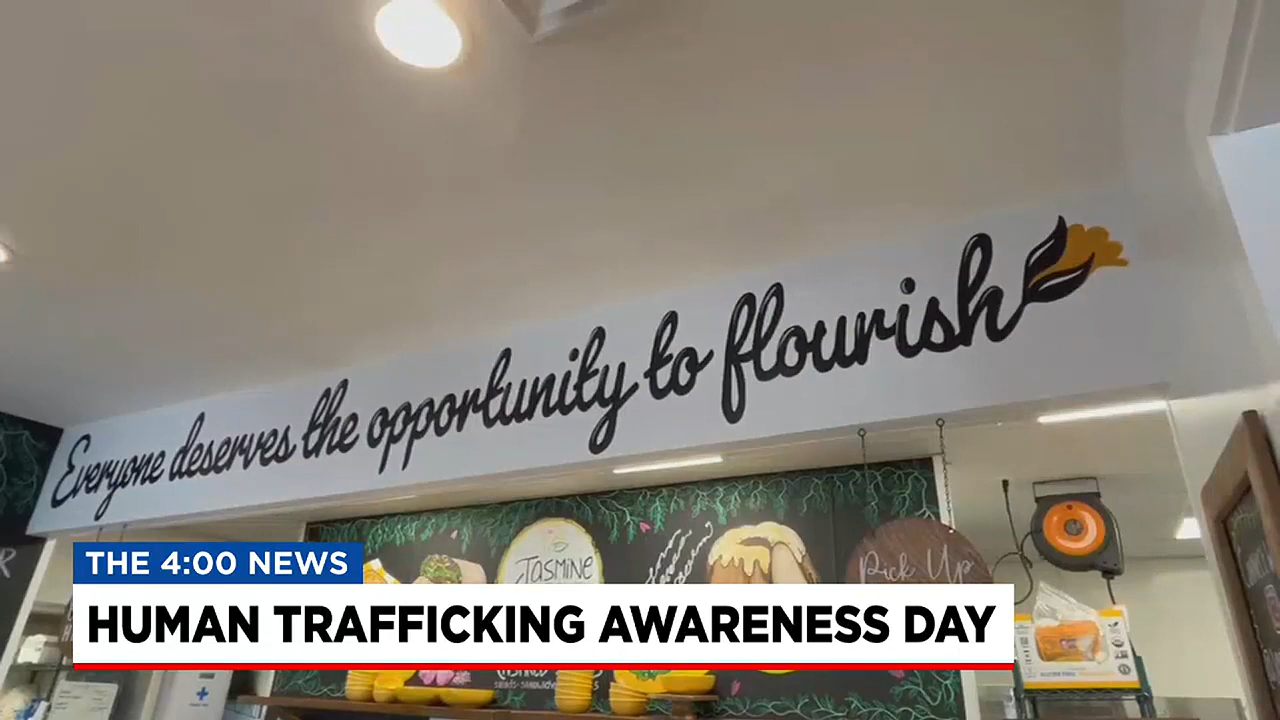 Everyone deserves the opportunity to flourish
JASMINE
Pick Up
THE 4:00 NEWS
HUMAN TRAFFICKING AWARENESS DAY